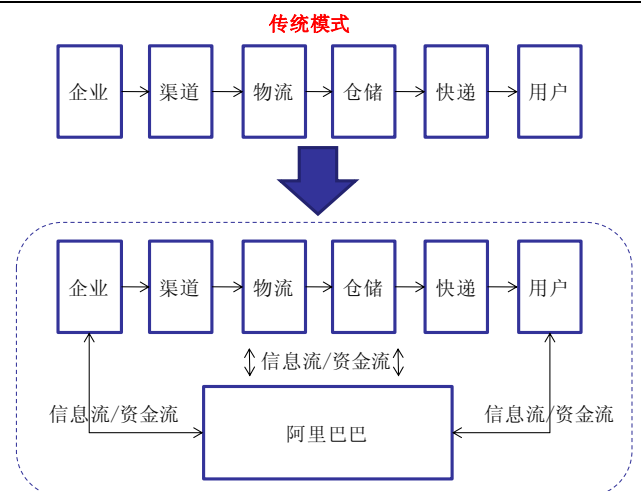 传统模式
企业 渠道 物流 仓储 快递 用户
企业 渠道 物流 仓储 快递 用户
信息流/资金流
信息流/资金流 信息流/资金流
阿里巴巴